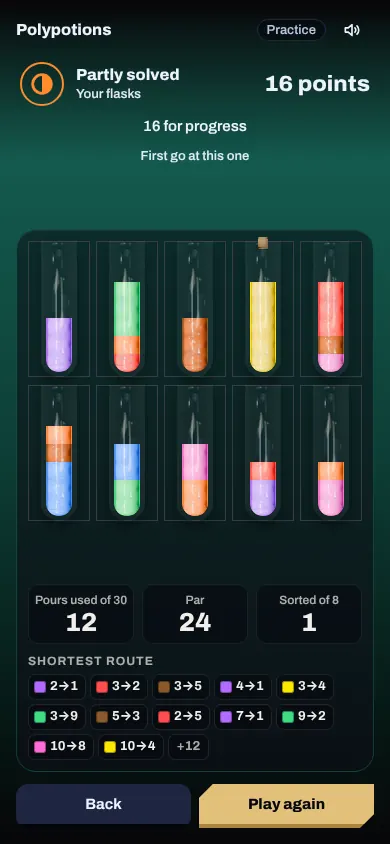 Polypotions
Practice
Partly solved
Your flasks
16 points
16 for progress
First go at this one
Pours used of 30
12
Par
24
Sorted of 8
1
SHORTEST ROUTE
2→1 3→2 3→5 4→1 3→4
3→9 5→3 2→5 7→1 9→2
10→8 10→4 +12
Back
Play again